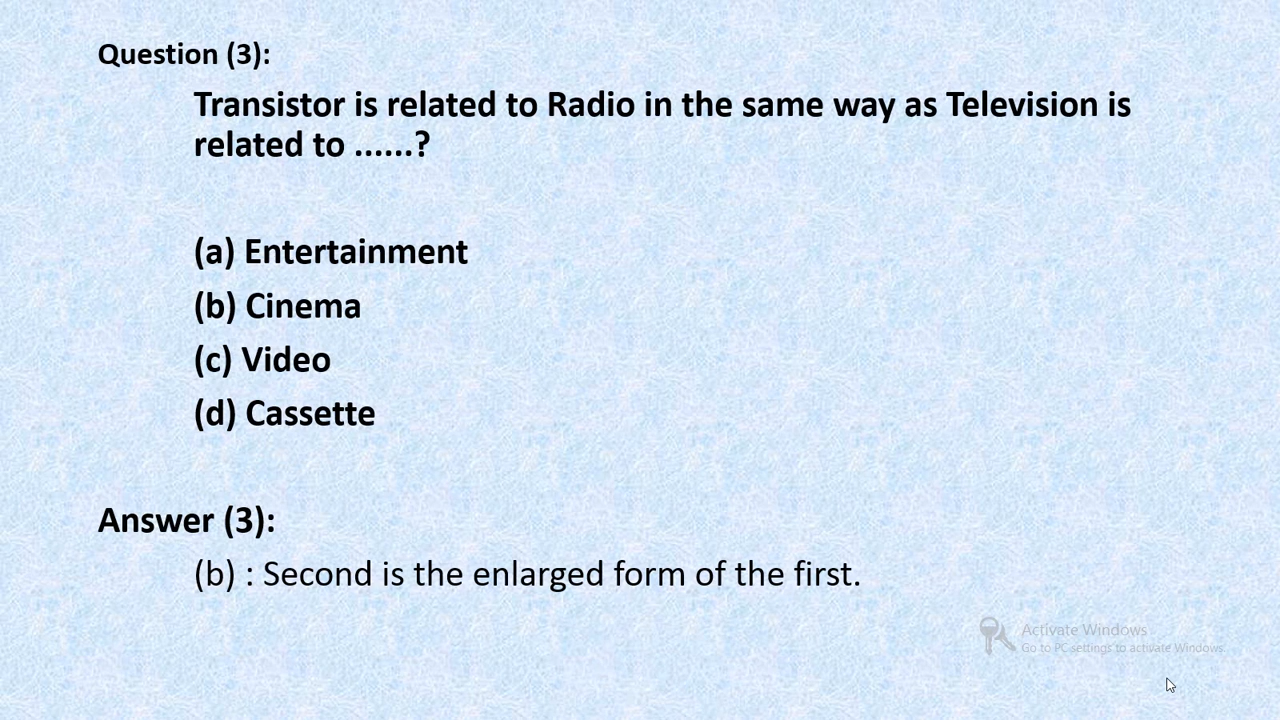 Question (3):
Transistor is related to Radio in the same way as Television is
related to ......?
(a) Entertainment
(b) Cinema
(c) Video
(d) Cassette
Answer (3):
(b) : Second is the enlarged form of the first.
Activate Windows
Go to PC settings to activate Windows.